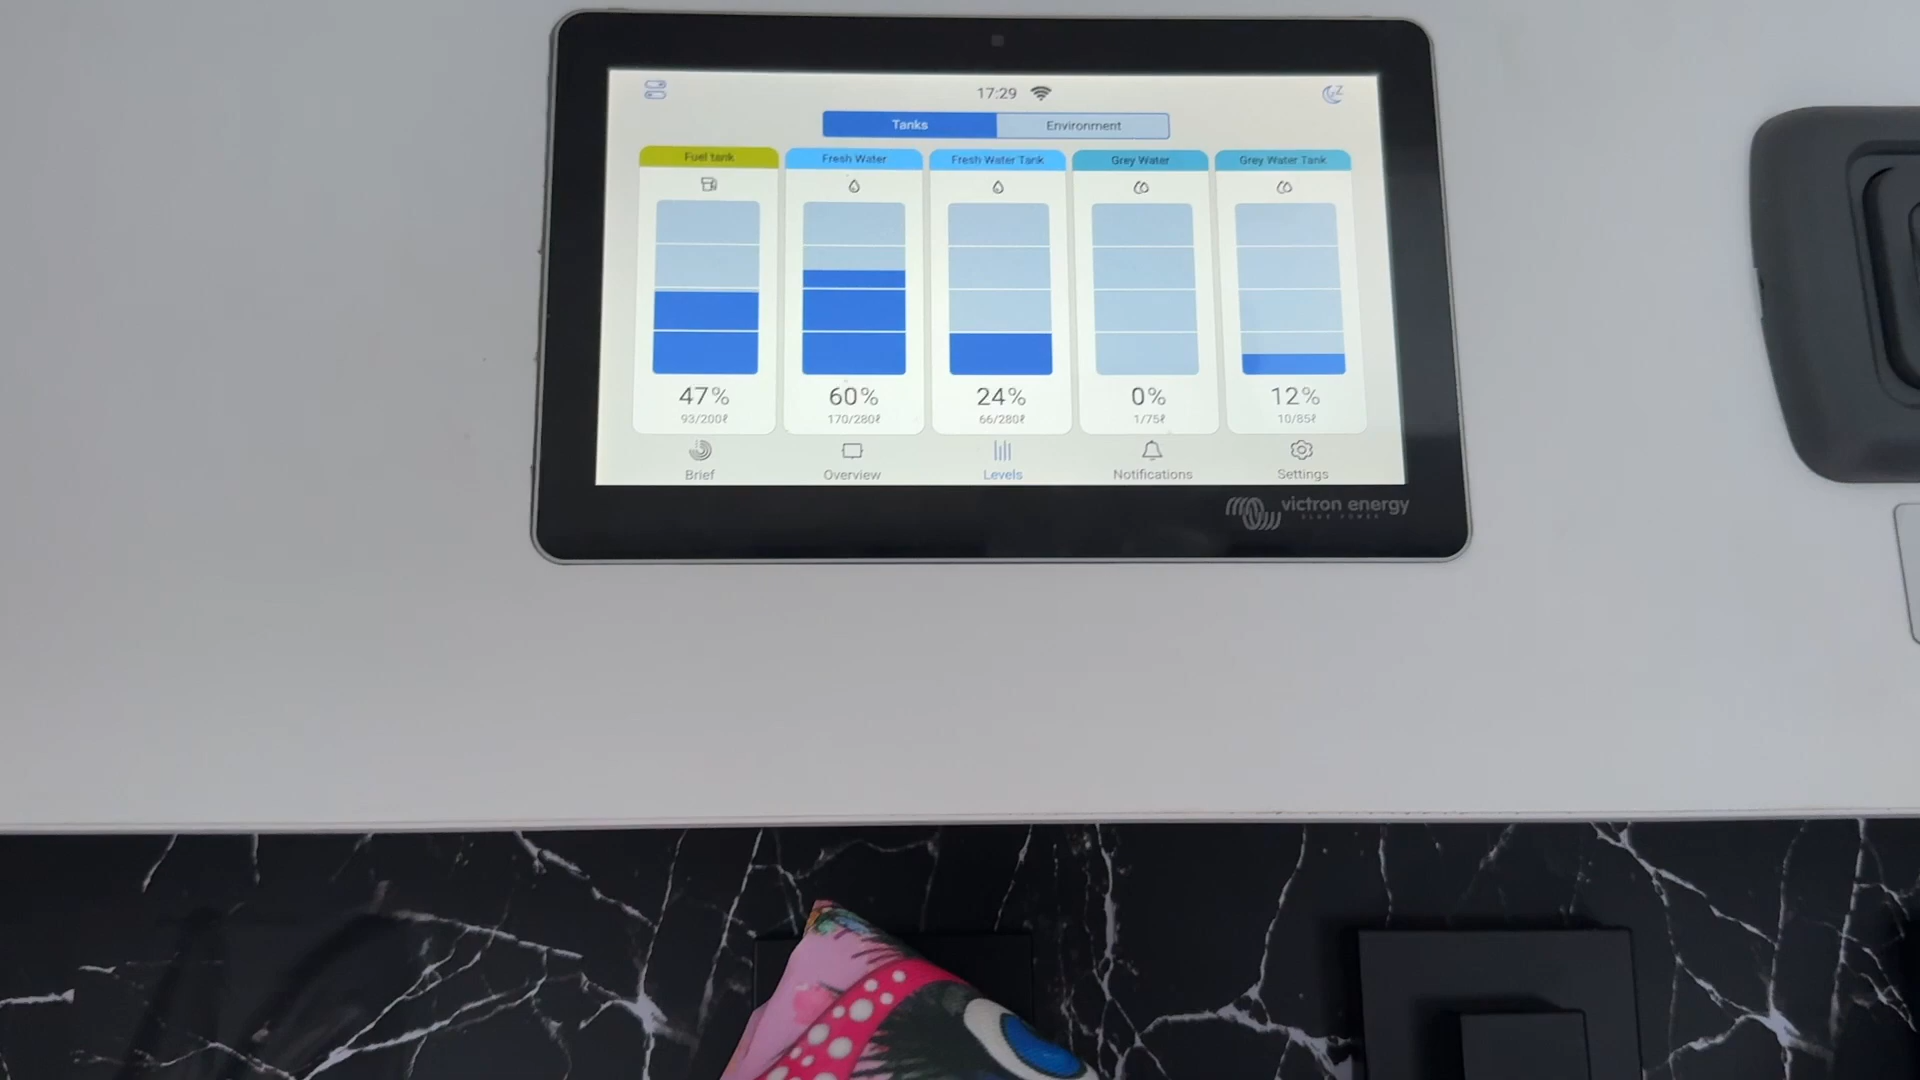 17:29
Tanks Environment
Fuel tank Fresh Water Fresh Water Tank Grey Water Grey Water Tank
47% 60% 24% 0% 12%
93/200ℓ 170/280ℓ 66/280ℓ 1/75ℓ 10/85ℓ
Brief Overview Levels Notifications Settings
victron energy
BLUE POWER